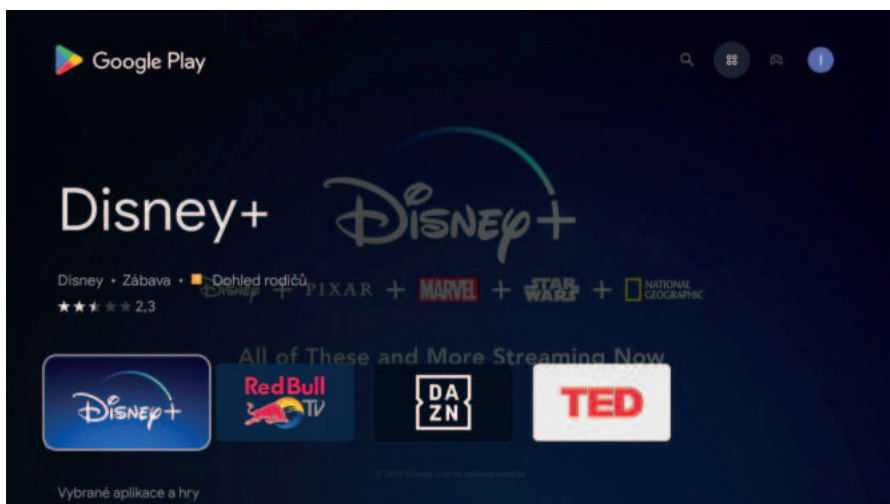 Google Play
Disney+
Disney+
Disney • Zábava • Dohled rodičů
Disney + PIXAR + MARVEL + STAR WARS + NATIONAL GEOGRAPHIC
★★★★★ 2,3
All of These and More Streaming Now
Disney+
Red Bull TV
DAZN
TED
Vybrané aplikace a hry